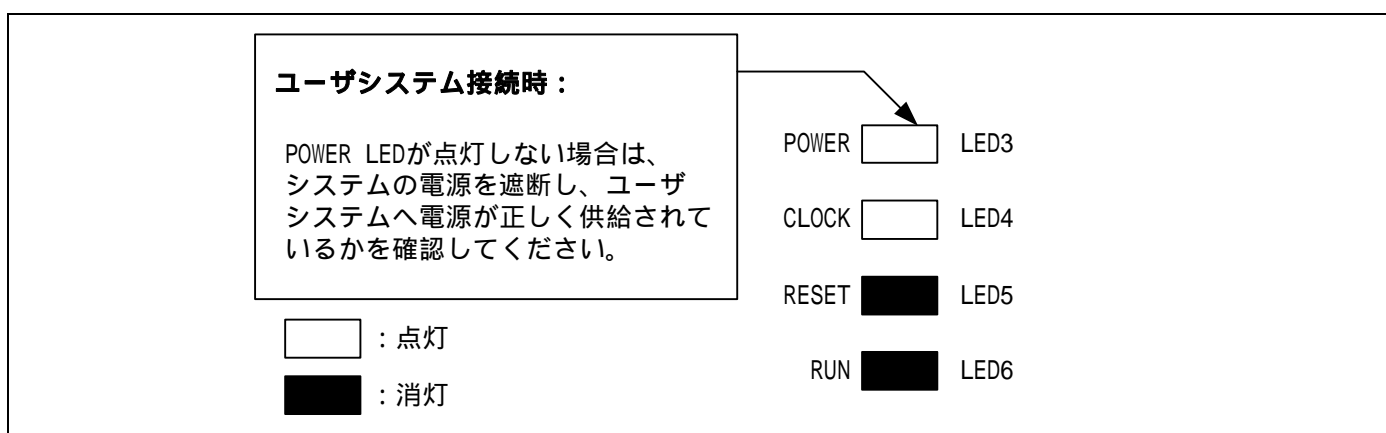 ユーザシステム接続時：
POWER LEDが点灯しない場合は、
システムの電源を遮断し、ユーザ
システムへ電源が正しく供給されて
いるかを確認してください。
：点灯
：消灯
POWER LED3
CLOCK LED4
RESET LED5
RUN LED6